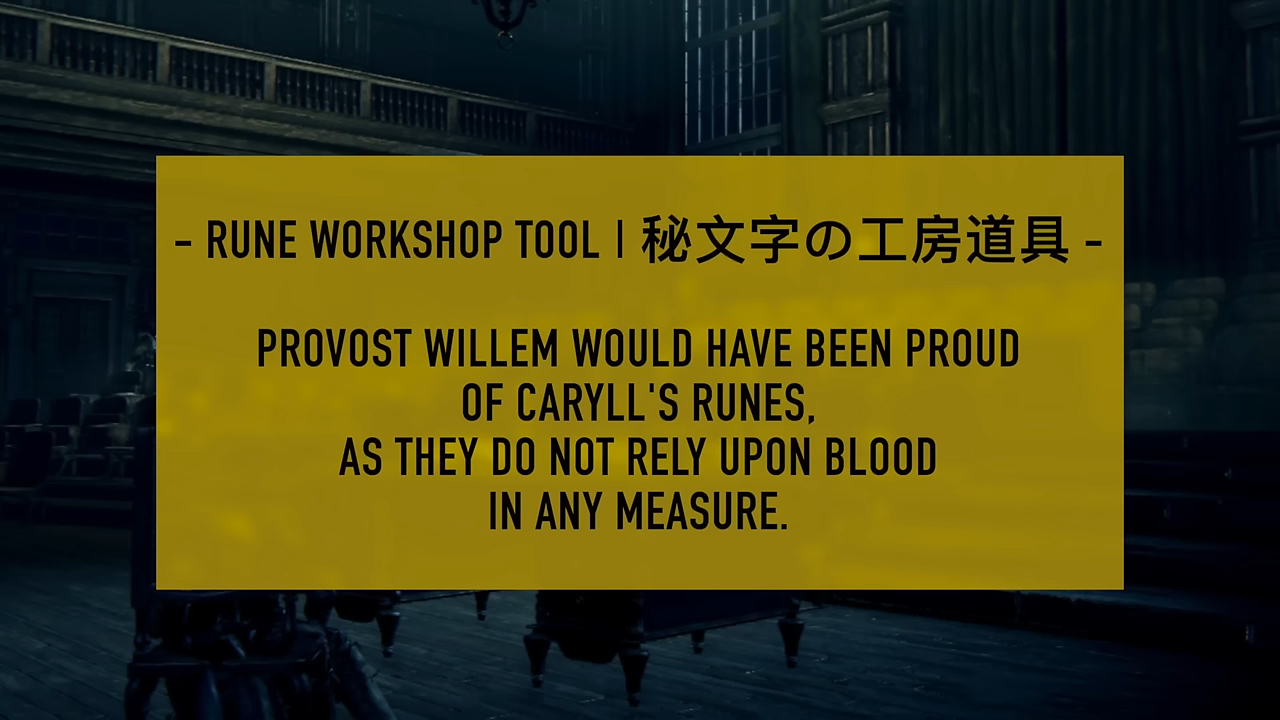 - RUNE WORKSHOP TOOL | 秘文字の工房道具 -
PROVOST WILLEM WOULD HAVE BEEN PROUD
OF CARYLL'S RUNES,
AS THEY DO NOT RELY UPON BLOOD
IN ANY MEASURE.